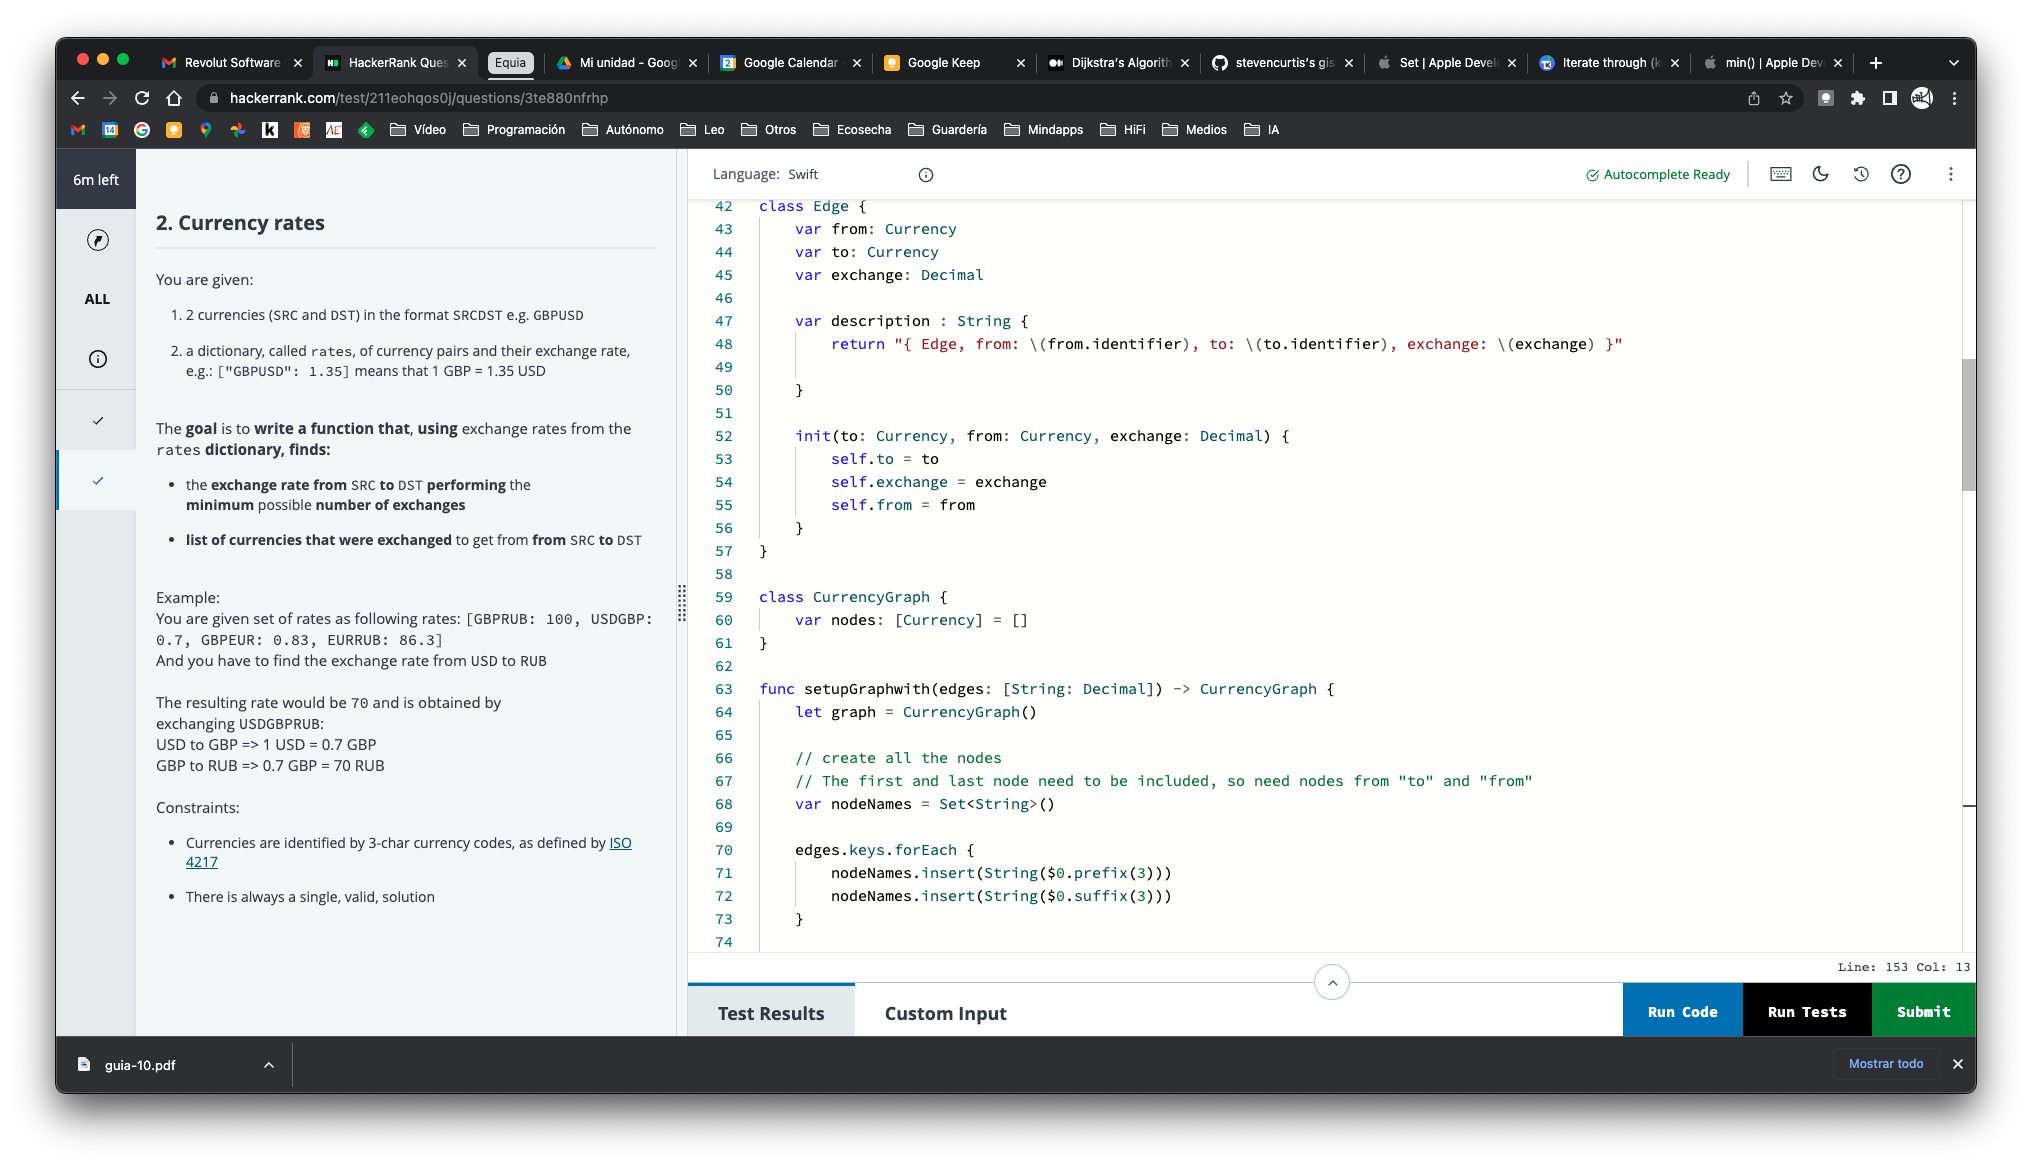 Revolut Software
HackerRank Ques
Equia
Mi unidad - Goog
Google Calendar
Google Keep
Dijkstra's Algorith
stevencurtis's gis
Set | Apple Devel
Iterate through (k
min() | Apple Dev
hackerrank.com/test/211eohqos0j/questions/3te880nfrhp
Vídeo
Programación
Autónomo
Leo
Otros
Ecosecha
Guardería
Mindapps
HiFi
Medios
IA
6m left
ALL
2. Currency rates
You are given:
1. 2 currencies (SRC and DST) in the format SRCDST e.g. GBPUSD
2. a dictionary, called rates, of currency pairs and their exchange rate,
e.g.: ["GBPUSD": 1.35] means that 1 GBP = 1.35 USD
The goal is to write a function that, using exchange rates from the
rates dictionary, finds:
• the exchange rate from SRC to DST performing the
minimum possible number of exchanges
• list of currencies that were exchanged to get from from SRC to DST
Example:
You are given set of rates as following rates: [GBPRUB: 100, USDGBP:
0.7, GBPEUR: 0.83, EURRUB: 86.3]
And you have to find the exchange rate from USD to RUB
The resulting rate would be 70 and is obtained by
exchanging USDGBPRUB:
USD to GBP => 1 USD = 0.7 GBP
GBP to RUB => 0.7 GBP = 70 RUB
Constraints:
• Currencies are identified by 3-char currency codes, as defined by ISO
4217
• There is always a single, valid, solution
Language: Swift
Autocomplete Ready
42 class Edge {
43 var from: Currency
44 var to: Currency
45 var exchange: Decimal
46
47 var description : String {
48 return "{ Edge, from: \(from.identifier), to: \(to.identifier), exchange: \(exchange) }"
49
50 }
51
52 init(to: Currency, from: Currency, exchange: Decimal) {
53 self.to = to
54 self.exchange = exchange
55 self.from = from
56 }
57 }
58
59 class CurrencyGraph {
60 var nodes: [Currency] = []
61 }
62
63 func setupGraphwith(edges: [String: Decimal]) -> CurrencyGraph {
64 let graph = CurrencyGraph()
65
66 // create all the nodes
67 // The first and last node need to be included, so need nodes from "to" and "from"
68 var nodeNames = Set<String>()
69
70 edges.keys.forEach {
71 nodeNames.insert(String($0.prefix(3)))
72 nodeNames.insert(String($0.suffix(3)))
73 }
74
Line: 153 Col: 13
Test Results
Custom Input
Run Code
Run Tests
Submit
guia-10.pdf
Mostrar todo